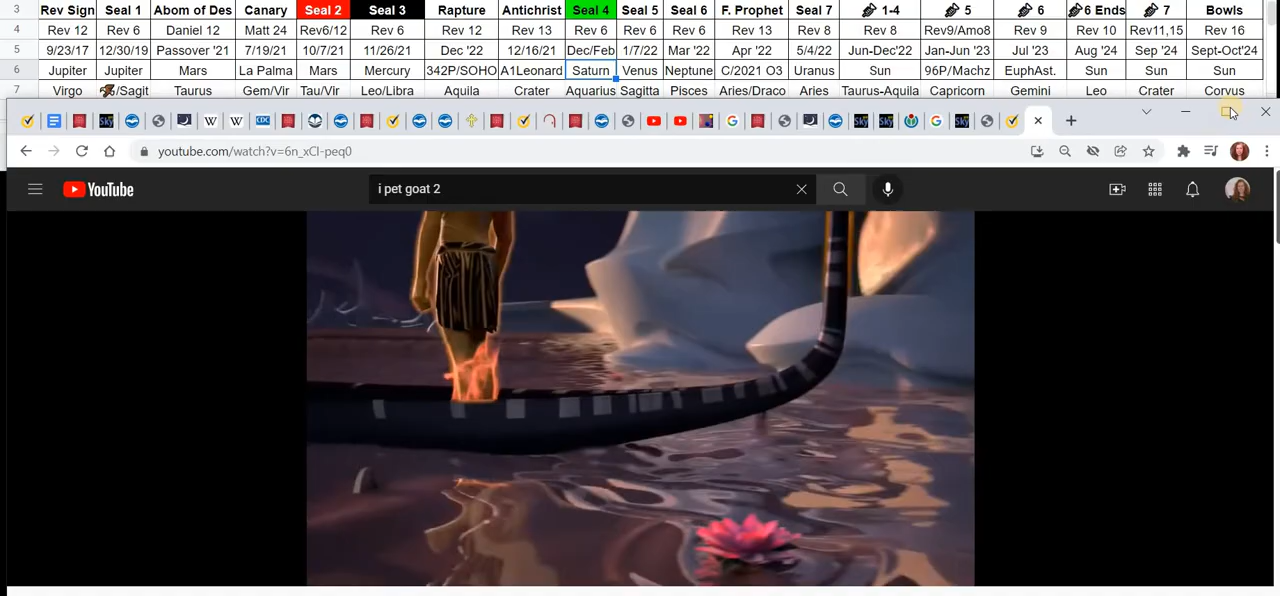 3 Rev Sign Seal 1 Abom of Des Canary Seal 2 Seal 3 Rapture Antichrist Seal 4 Seal 5 Seal 6 F. Prophet Seal 7 1-4 5 6 6 Ends 7 Bowls
4 Rev 12 Rev 6 Daniel 12 Matt 24 Rev6/12 Rev 6 Rev 12 Rev 13 Rev 6 Rev 6 Rev 6 Rev 13 Rev 8 Rev 8 Rev9/Amo8 Rev 9 Rev 10 Rev11,15 Rev 16
5 9/23/17 12/30/19 Passover '21 7/19/21 10/7/21 11/26/21 Dec '22 12/16/21 Dec/Feb 1/7/22 Mar '22 Apr '22 5/4/22 Jun-Dec'22 Jan-Jun '23 Jul '23 Aug '24 Sep '24 Sept-Oct'24
6 Jupiter Jupiter Mars La Palma Mars Mercury 342P/SOHO A1Leonard Saturn Venus Neptune C/2021 O3 Uranus Sun 96P/Machz EuphAst. Sun Sun Sun
7 Virgo /Sagit Taurus Gem/Vir Tau/Vir Leo/Libra Aquila Aquarius Sagitta Pisces Aries/Draco Aries Taurus-Aquila Capricorn Gemini Leo Crater Corvus
youtube.com/watch?v=6n_xCI-peq0
YouTube i pet goat 2